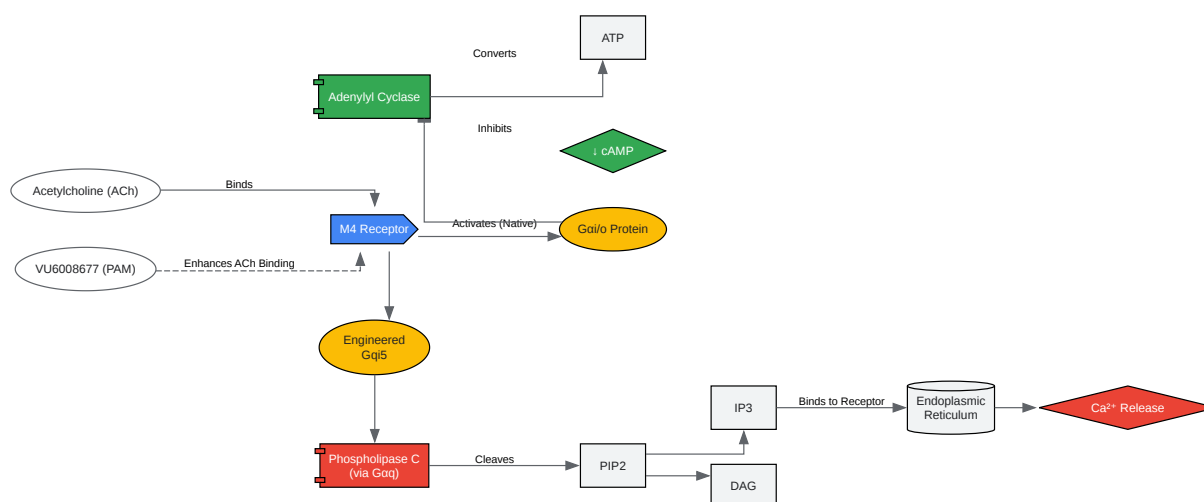 ATP
Converts
Adenylyl Cyclase
Inhibits
↓ cAMP
Acetylcholine (ACh)
Binds
M4 Receptor
Activates (Native)
Gαi/o Protein
VU6008677 (PAM)
Enhances ACh Binding
Engineered
Gqi5
IP3
Binds to Receptor
Endoplasmic
Reticulum
Ca²⁺ Release
Phospholipase C
(via Gαq)
Cleaves
PIP2
DAG